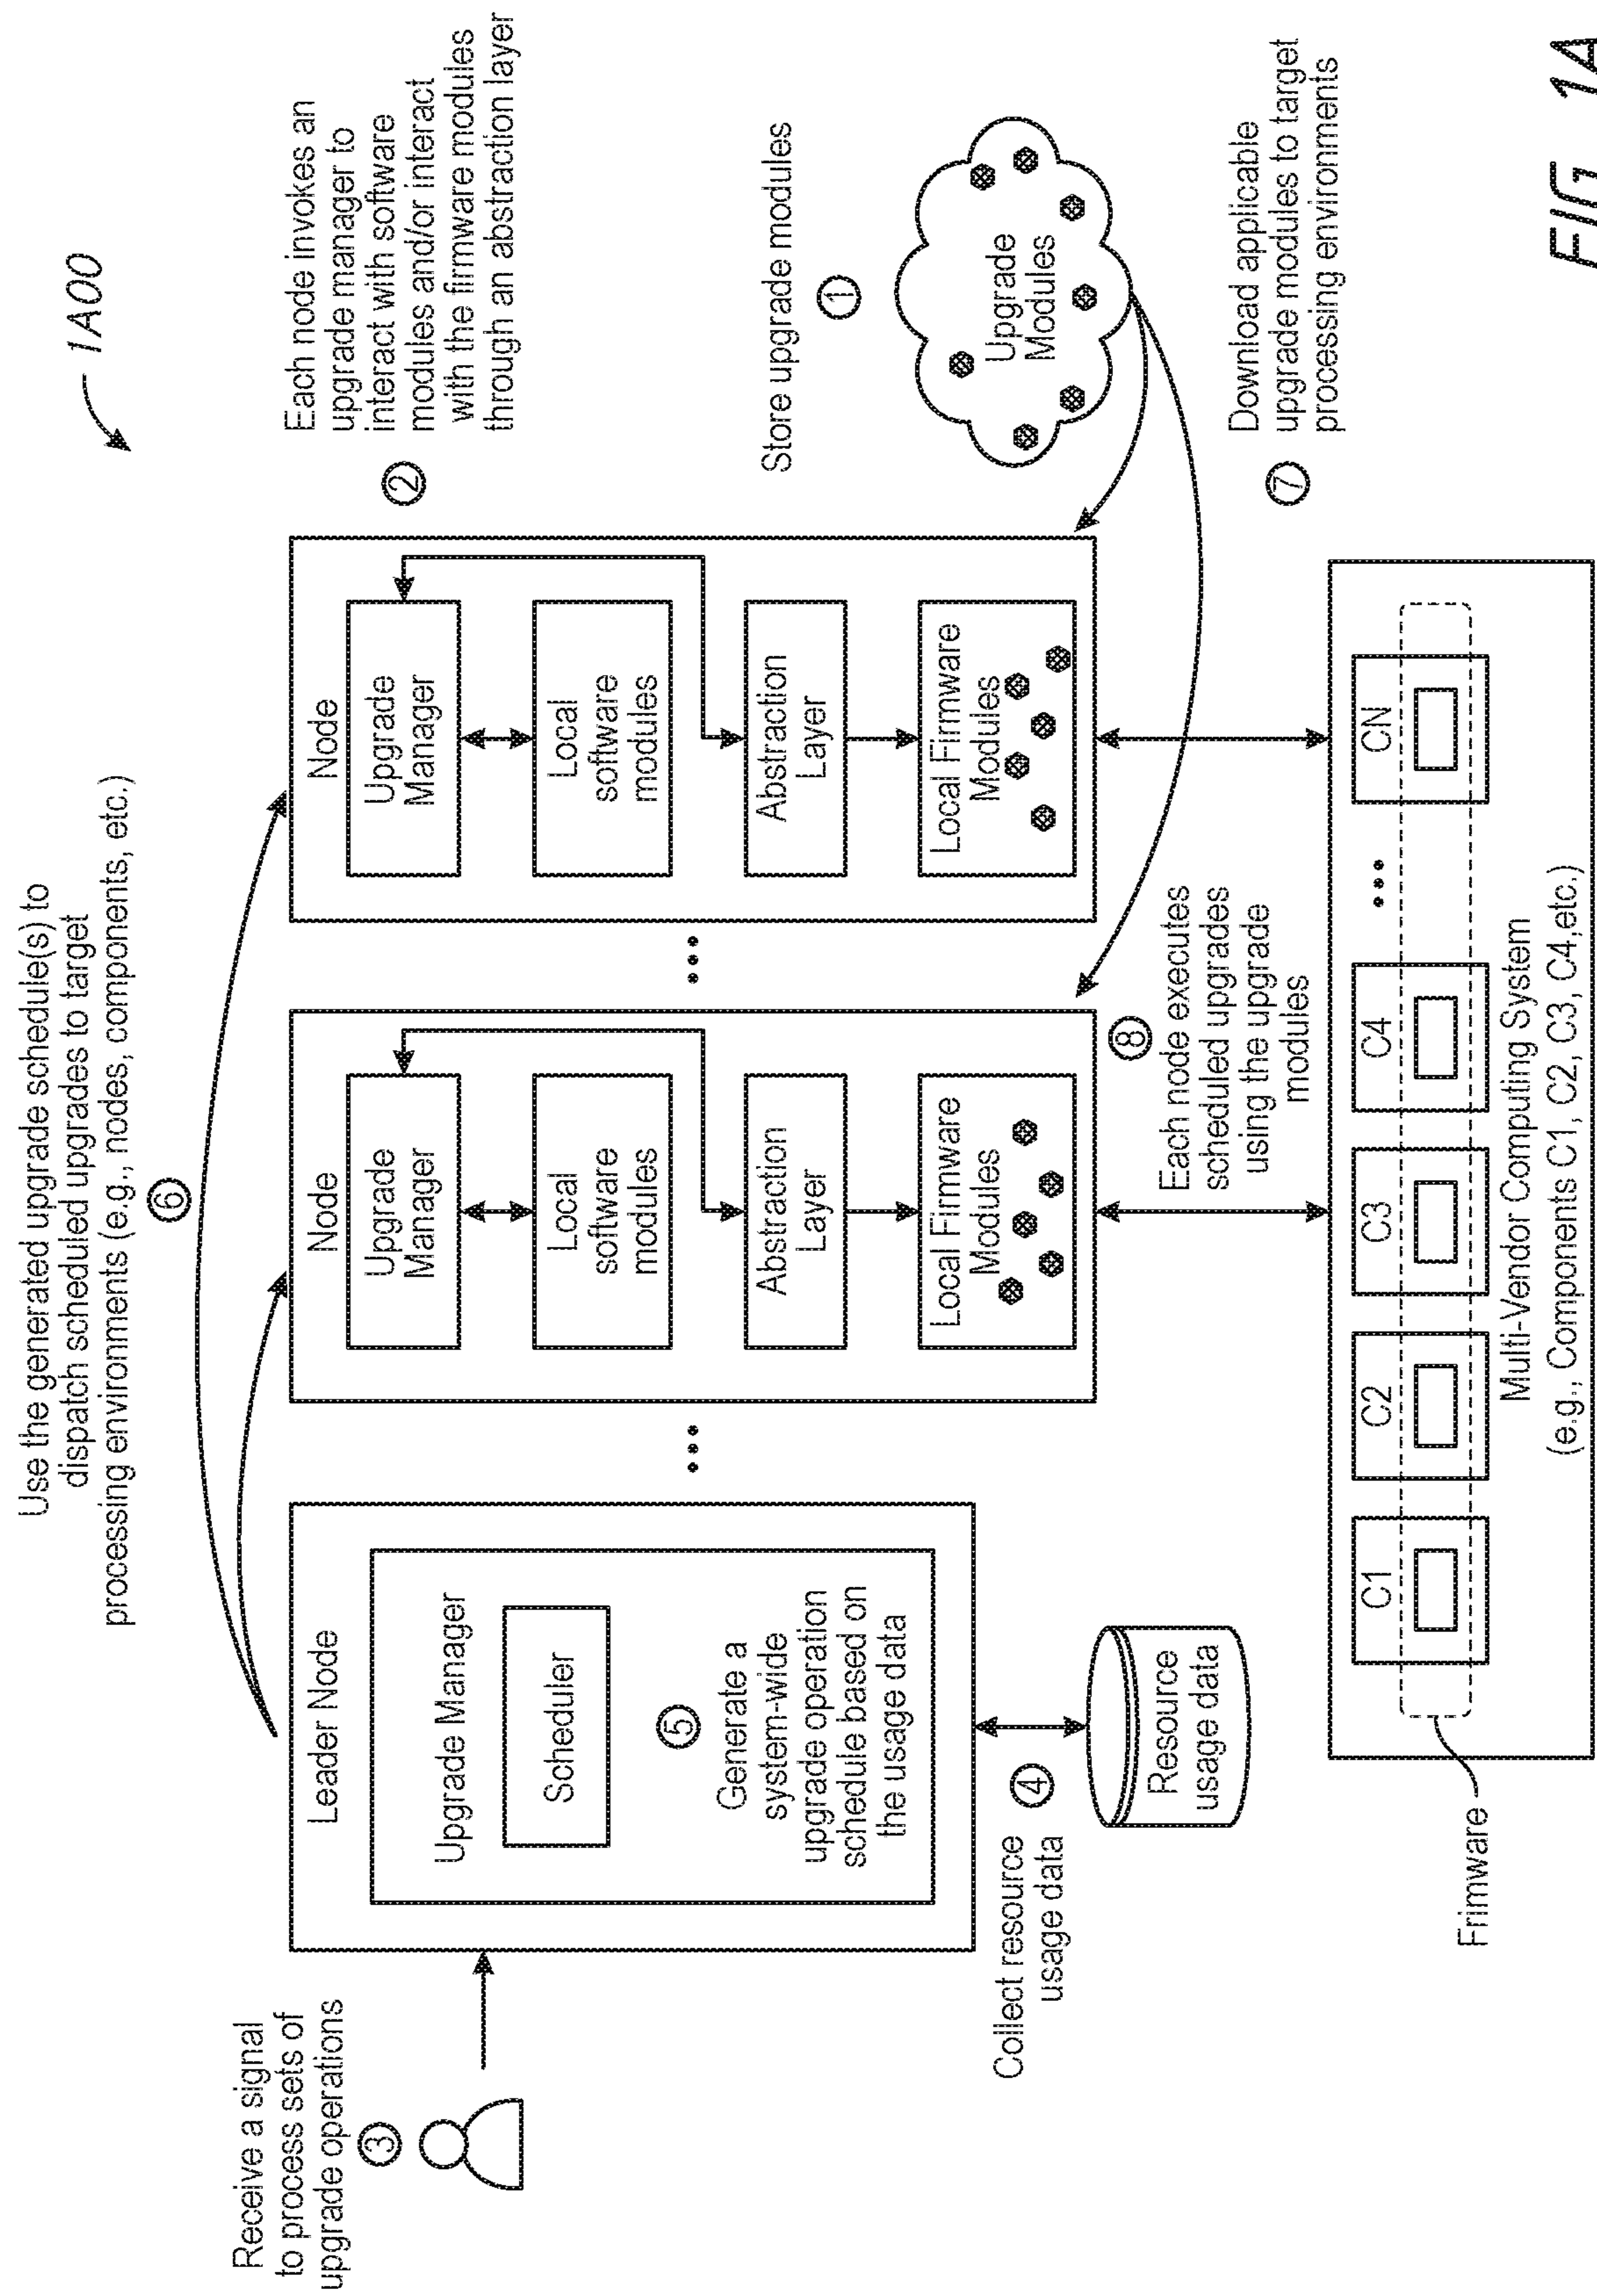 1A00
Use the generated upgrade schedule(s) to
dispatch scheduled upgrades to target
processing environments (e.g., nodes, components, etc.)
6
Each node invokes an
upgrade manager to
interact with software
modules and/or interact
with the firmware modules
through an abstraction layer
2
Receive a signal
to process sets of
upgrade operations
3
Leader Node
Upgrade Manager
Scheduler
5
Generate a
system-wide
upgrade operation
schedule based on
the usage data
Node
Upgrade
Manager
Local
software
modules
Abstraction
Layer
Local Firmware
Modules
Node
Upgrade
Manager
Local
software
modules
Abstraction
Layer
Local Firmware
Modules
Store upgrade modules
1
Upgrade
Modules
Collect resource
usage data
4
Resource
usage data
8
Each node executes
scheduled upgrades
using the upgrade
modules
7
Download applicable
upgrade modules to target
processing environments
C1
C2
C3
C4
CN
Frimware
Multi-Vendor Computing System
(e.g., Components C1, C2, C3, C4,etc.)
FIG. 1A